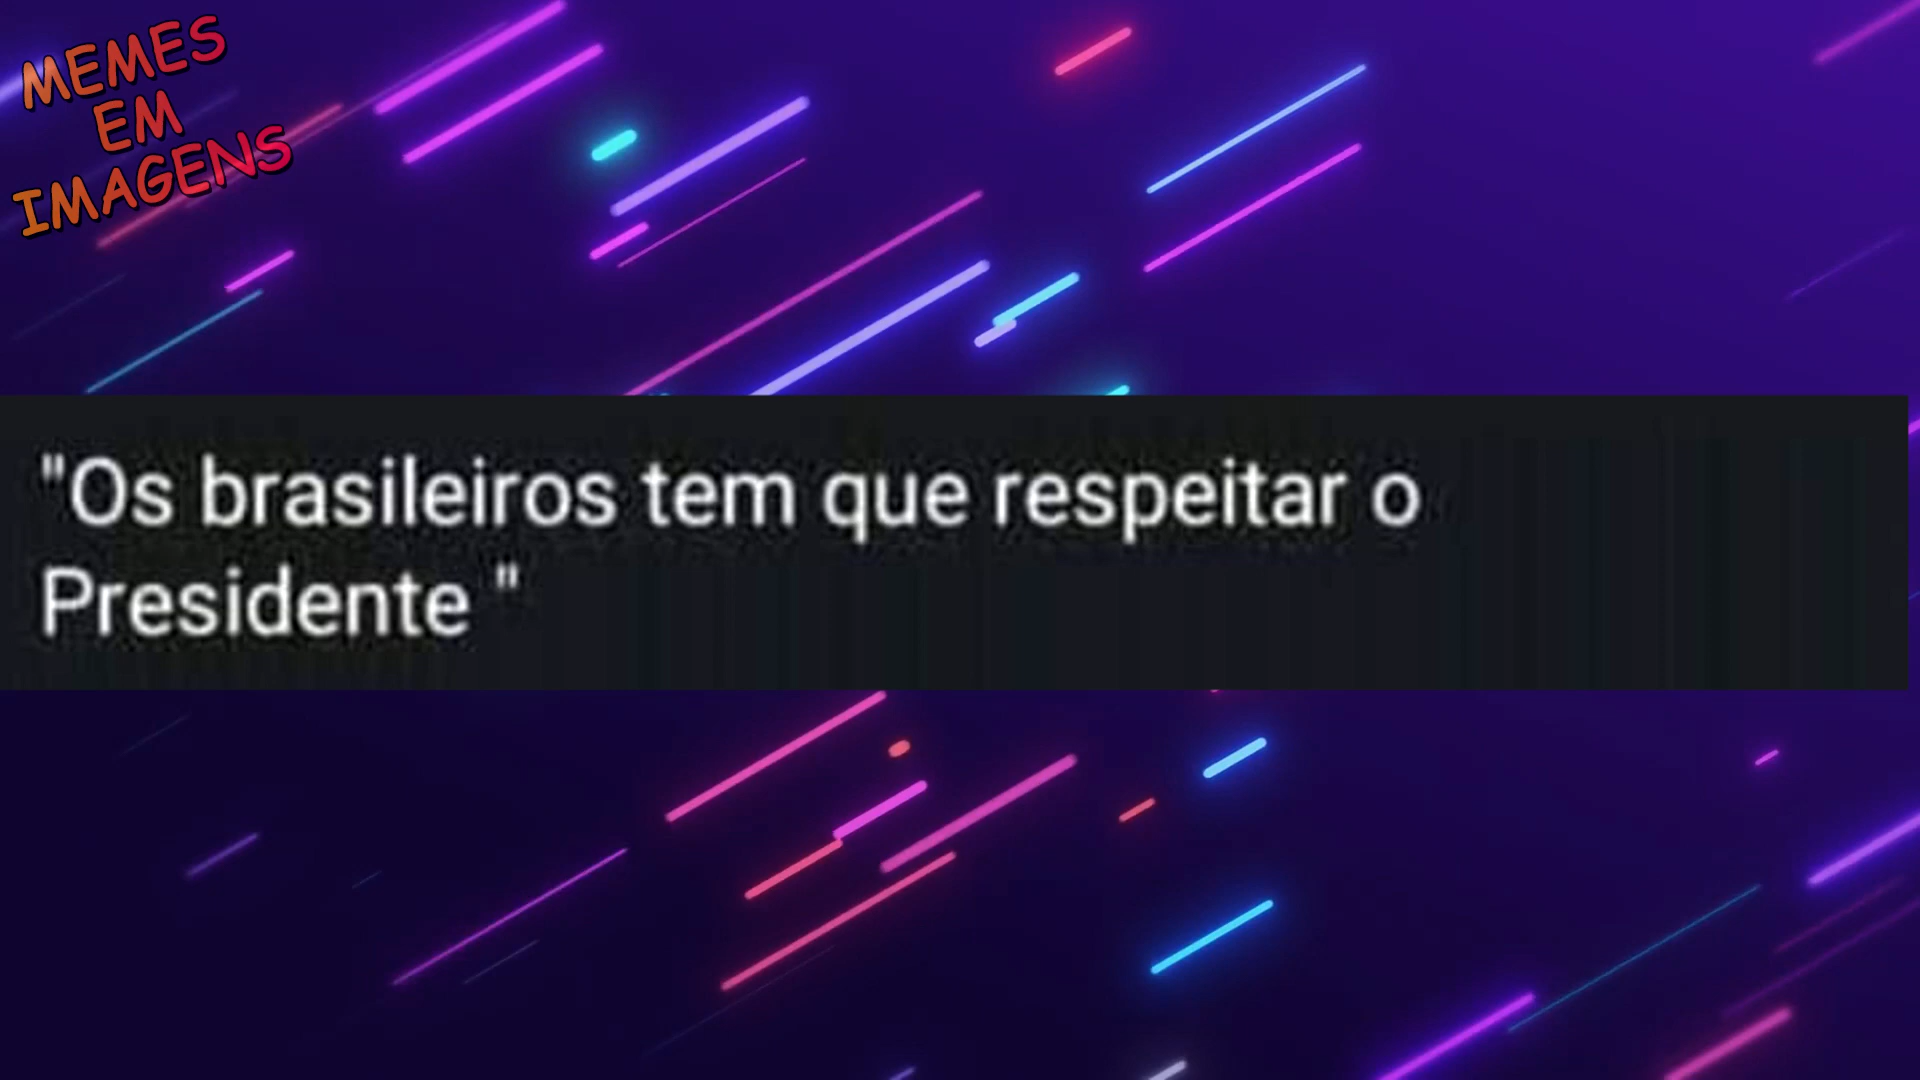 MEMES
EM
IMAGENS
"Os brasileiros tem que respeitar o
Presidente "